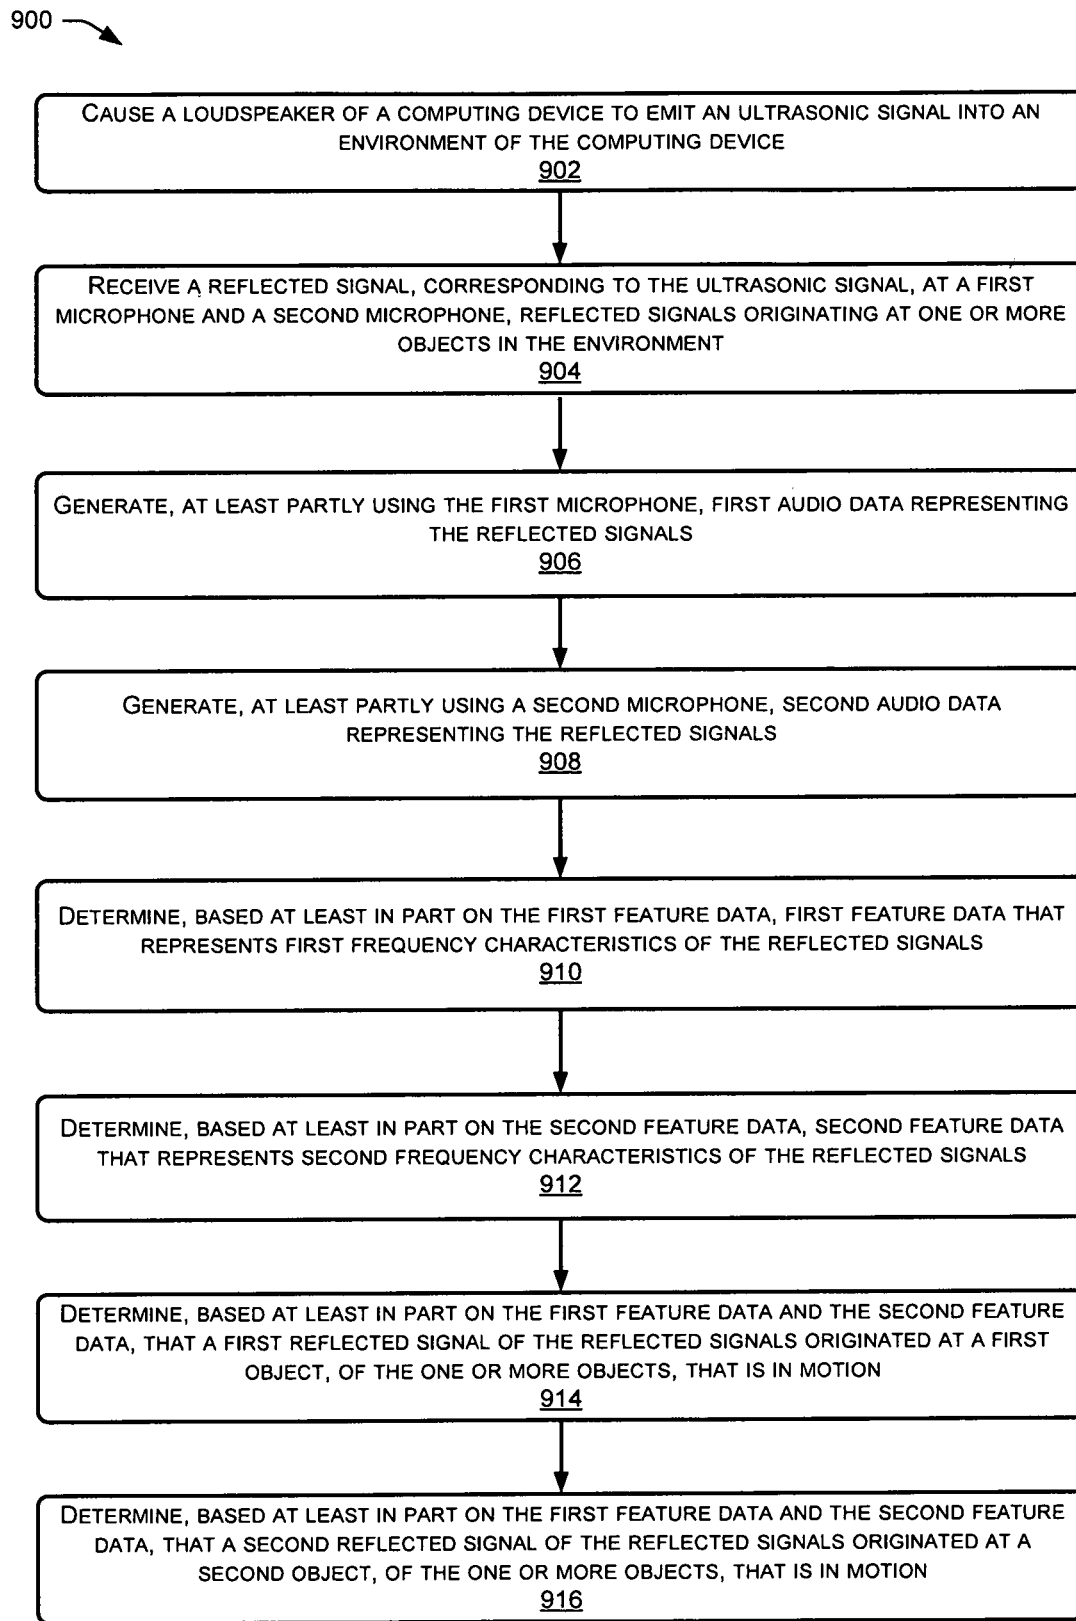 900
CAUSE A LOUDSPEAKER OF A COMPUTING DEVICE TO EMIT AN ULTRASONIC SIGNAL INTO AN
ENVIRONMENT OF THE COMPUTING DEVICE
902
RECEIVE A REFLECTED SIGNAL, CORRESPONDING TO THE ULTRASONIC SIGNAL, AT A FIRST
MICROPHONE AND A SECOND MICROPHONE, REFLECTED SIGNALS ORIGINATING AT ONE OR MORE
OBJECTS IN THE ENVIRONMENT
904
GENERATE, AT LEAST PARTLY USING THE FIRST MICROPHONE, FIRST AUDIO DATA REPRESENTING
THE REFLECTED SIGNALS
906
GENERATE, AT LEAST PARTLY USING A SECOND MICROPHONE, SECOND AUDIO DATA
REPRESENTING THE REFLECTED SIGNALS
908
DETERMINE, BASED AT LEAST IN PART ON THE FIRST FEATURE DATA, FIRST FEATURE DATA THAT
REPRESENTS FIRST FREQUENCY CHARACTERISTICS OF THE REFLECTED SIGNALS
910
DETERMINE, BASED AT LEAST IN PART ON THE SECOND FEATURE DATA, SECOND FEATURE DATA
THAT REPRESENTS SECOND FREQUENCY CHARACTERISTICS OF THE REFLECTED SIGNALS
912
DETERMINE, BASED AT LEAST IN PART ON THE FIRST FEATURE DATA AND THE SECOND FEATURE
DATA, THAT A FIRST REFLECTED SIGNAL OF THE REFLECTED SIGNALS ORIGINATED AT A FIRST
OBJECT, OF THE ONE OR MORE OBJECTS, THAT IS IN MOTION
914
DETERMINE, BASED AT LEAST IN PART ON THE FIRST FEATURE DATA AND THE SECOND FEATURE
DATA, THAT A SECOND REFLECTED SIGNAL OF THE REFLECTED SIGNALS ORIGINATED AT A
SECOND OBJECT, OF THE ONE OR MORE OBJECTS, THAT IS IN MOTION
916